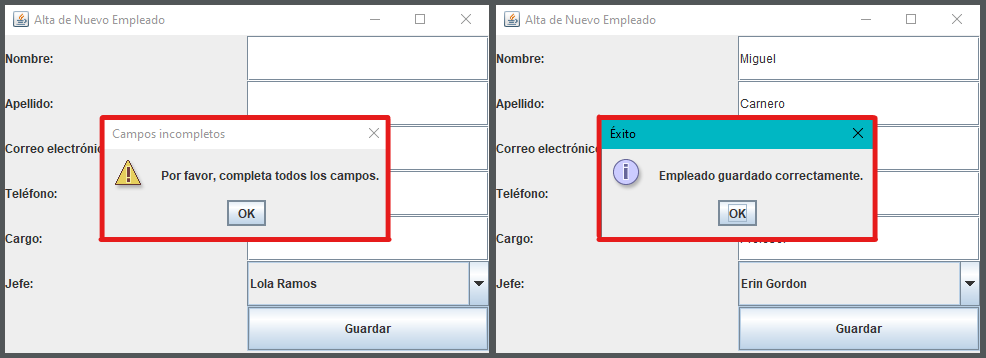 Alta de Nuevo Empleado
Nombre:
Apellido:
Correo electrónic
Teléfono:
Cargo:
Jefe:
Lola Ramos
Guardar
Campos incompletos
Por favor, completa todos los campos.
OK
Alta de Nuevo Empleado
Nombre:
Miguel
Apellido:
Carnero
Correo electrónico
Teléfono:
Cargo:
Jefe:
Erin Gordon
Guardar
Éxito
Empleado guardado correctamente.
OK